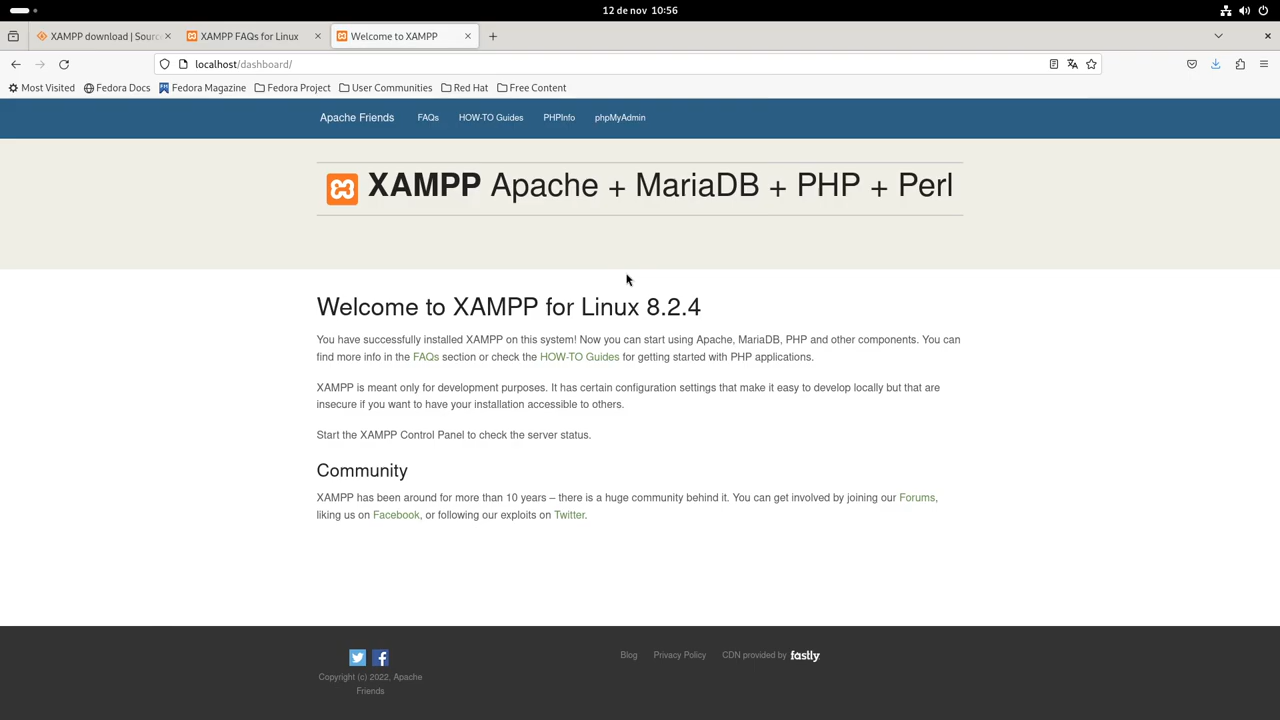 12 de nov 10:56
XAMPP download | Sourc
XAMPP FAQs for Linux
Welcome to XAMPP
localhost/dashboard/
Most Visited
Fedora Docs
Fedora Magazine
Fedora Project
User Communities
Red Hat
Free Content
Apache Friends
FAQs
HOW-TO Guides
PHPInfo
phpMyAdmin
XAMPP Apache + MariaDB + PHP + Perl
Welcome to XAMPP for Linux 8.2.4
You have successfully installed XAMPP on this system! Now you can start using Apache, MariaDB, PHP and other components. You can
find more info in the FAQs section or check the HOW-TO Guides for getting started with PHP applications.
XAMPP is meant only for development purposes. It has certain configuration settings that make it easy to develop locally but that are
insecure if you want to have your installation accessible to others.
Start the XAMPP Control Panel to check the server status.
Community
XAMPP has been around for more than 10 years – there is a huge community behind it. You can get involved by joining our Forums,
liking us on Facebook, or following our exploits on Twitter.
Blog
Privacy Policy
CDN provided by fastly
Copyright (c) 2022, Apache
Friends